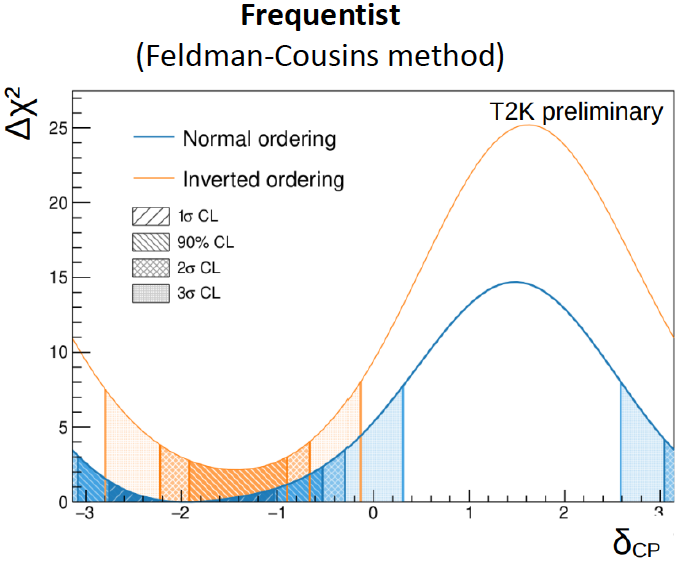 Frequentist
(Feldman-Cousins method)
Δχ²
T2K preliminary
25
Normal ordering
20
Inverted ordering
1σ CL
90% CL
2σ CL
15
3σ CL
10
5
0
−3 −2 −1 0 1 2 3
δCP